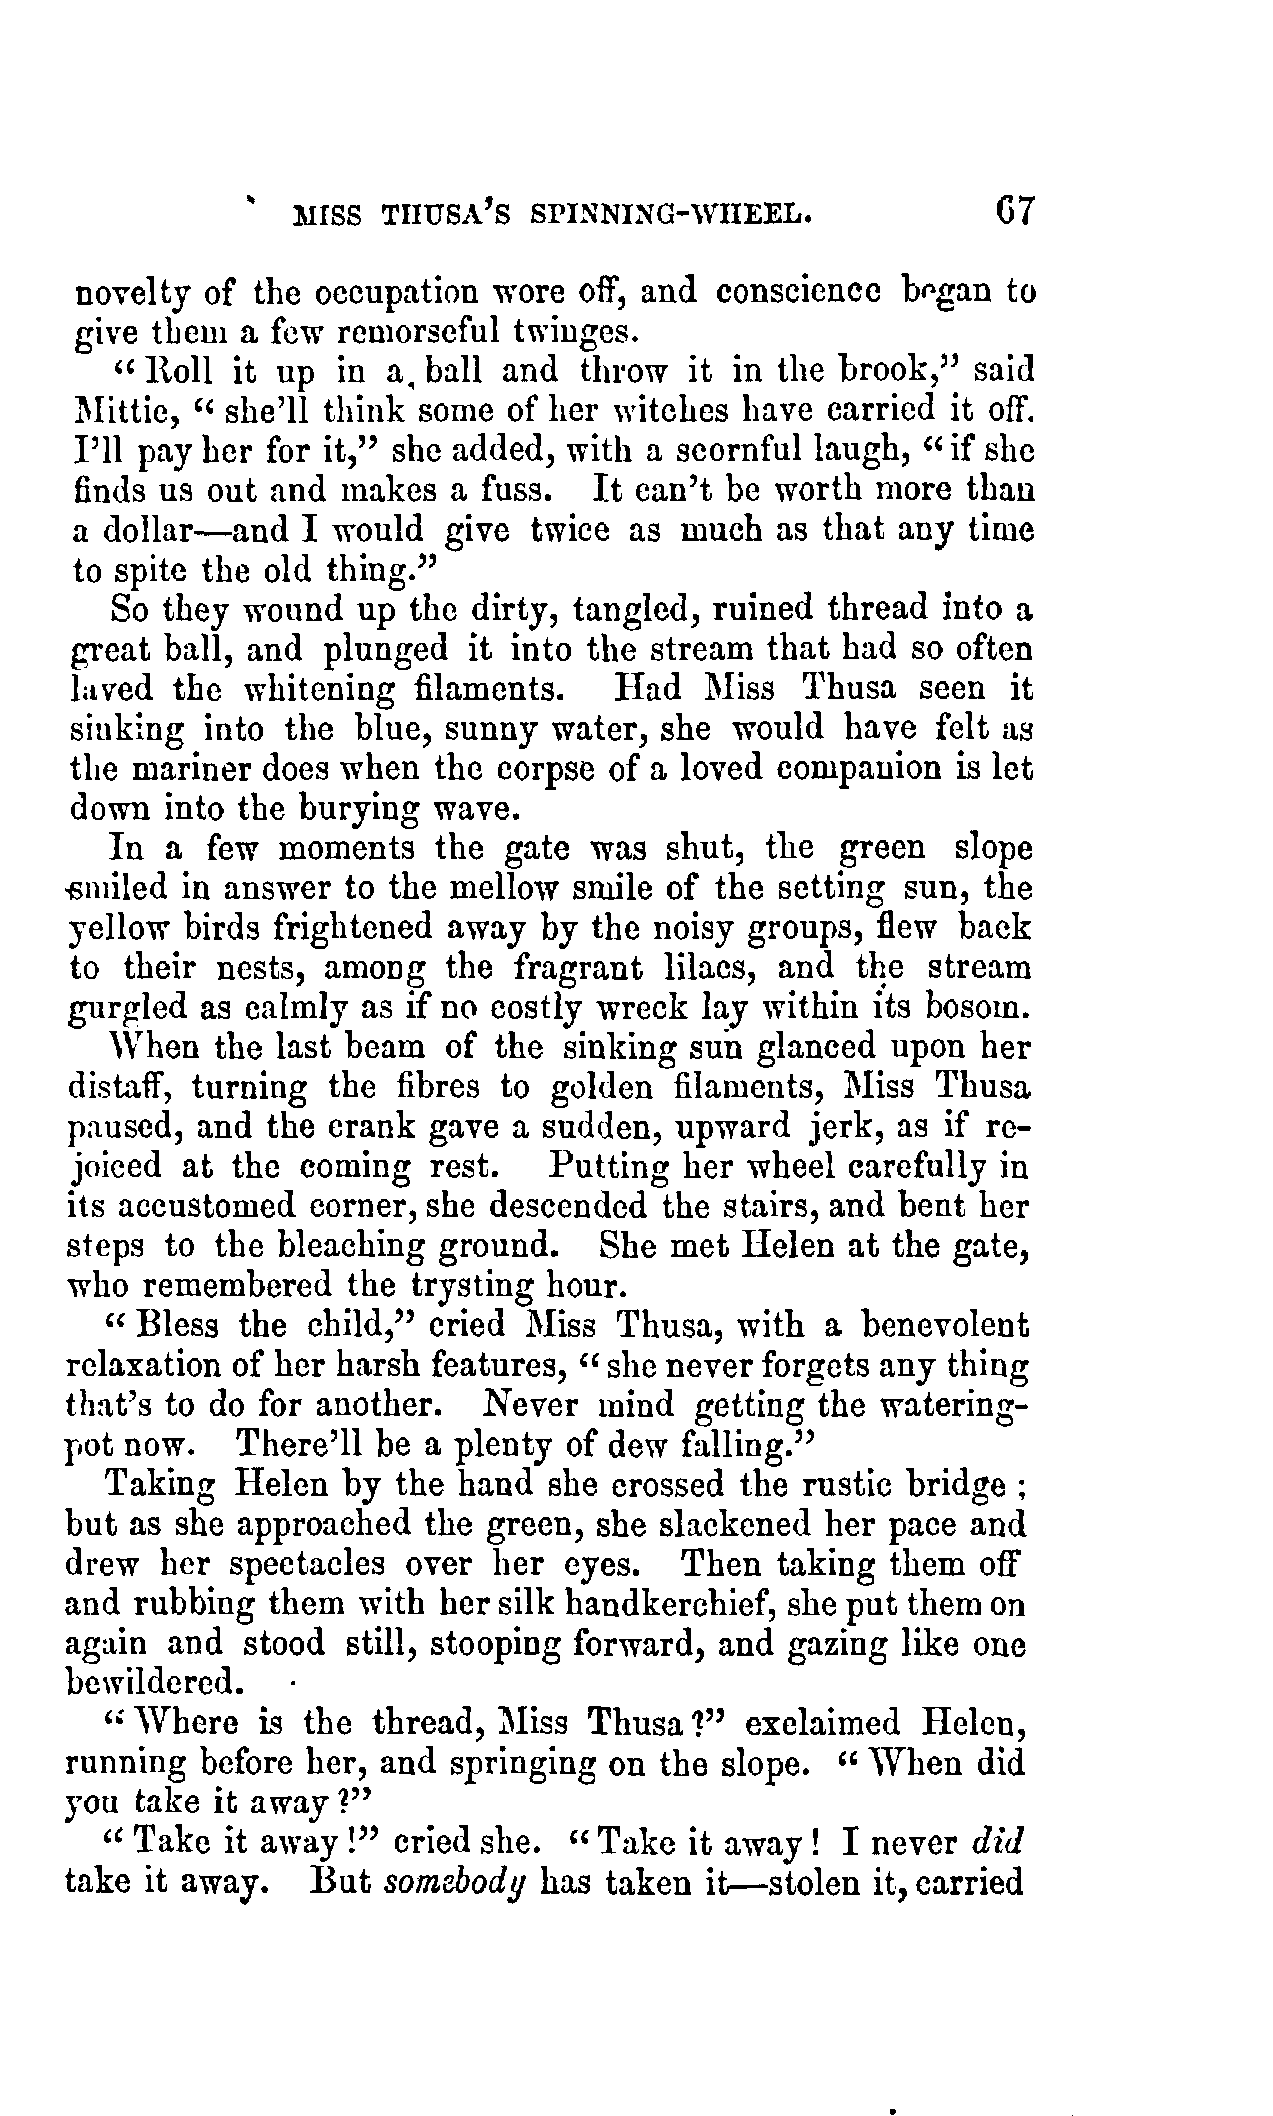 MISS THUSA'S SPINNING-WHEEL. 67
novelty of the occupation wore off, and conscience began to
give them a few remorseful twinges.
"Roll it up in a ball and throw it in the brook," said
Mittie, "she'll think some of her witches have carried it off.
I'll pay her for it," she added, with a scornful laugh, "if she
finds us out and makes a fuss. It can't be worth more than
a dollar—and I would give twice as much as that any time
to spite the old thing."
So they wound up the dirty, tangled, ruined thread into a
great ball, and plunged it into the stream that had so often
laved the whitening filaments. Had Miss Thusa seen it
sinking into the blue, sunny water, she would have felt as
the mariner does when the corpse of a loved companion is let
down into the burying wave.
In a few moments the gate was shut, the green slope
smiled in answer to the mellow smile of the setting sun, the
yellow birds frightened away by the noisy groups, flew back
to their nests, among the fragrant lilacs, and the stream
gurgled as calmly as if no costly wreck lay within its bosom.
When the last beam of the sinking sun glanced upon her
distaff, turning the fibres to golden filaments, Miss Thusa
paused, and the crank gave a sudden, upward jerk, as if re-
joiced at the coming rest. Putting her wheel carefully in
its accustomed corner, she descended the stairs, and bent her
steps to the bleaching ground. She met Helen at the gate,
who remembered the trysting hour.
"Bless the child," cried Miss Thusa, with a benevolent
relaxation of her harsh features, "she never forgets any thing
that's to do for another. Never mind getting the watering-
pot now. There'll be a plenty of dew falling."
Taking Helen by the hand she crossed the rustic bridge;
but as she approached the green, she slackened her pace and
drew her spectacles over her eyes. Then taking them off
and rubbing them with her silk handkerchief, she put them on
again and stood still, stooping forward, and gazing like one
bewildered.
"Where is the thread, Miss Thusa?" exclaimed Helen,
running before her, and springing on the slope. "When did
you take it away?"
"Take it away!" cried she. "Take it away! I never did
take it away. But somebody has taken it—stolen it, carried